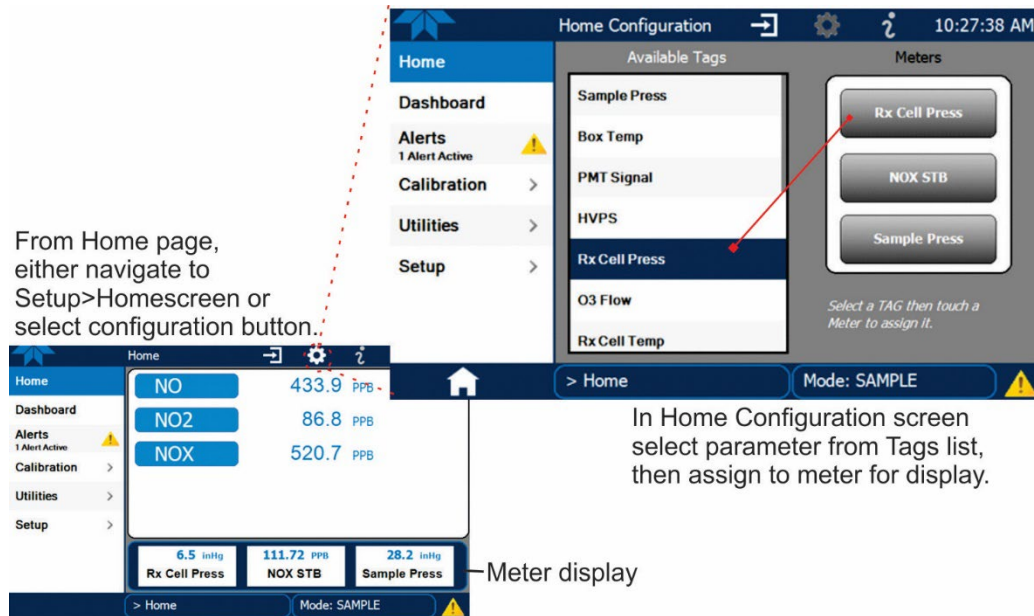 Home Configuration
10:27:38 AM
Home
Dashboard
Alerts
1 Alert Active
Calibration >
Utilities >
Setup >
Available Tags
Sample Press
Box Temp
PMT Signal
HVPS
Rx Cell Press
O3 Flow
Rx Cell Temp
Meters
Rx Cell Press
NOX STB
Sample Press
Select a TAG then touch a
Meter to assign it.
> Home
Mode: SAMPLE
From Home page,
either navigate to
Setup>Homescreen or
select configuration button.
Home
Home
Dashboard
Alerts
1 Alert Active
Calibration >
Utilities >
Setup >
NO 433.9 PPB
NO2 86.8 PPB
NOX 520.7 PPB
6.5 inHg
Rx Cell Press
111.72 PPB
NOX STB
28.2 inHg
Sample Press
> Home
Mode: SAMPLE
Meter display
In Home Configuration screen
select parameter from Tags list,
then assign to meter for display.